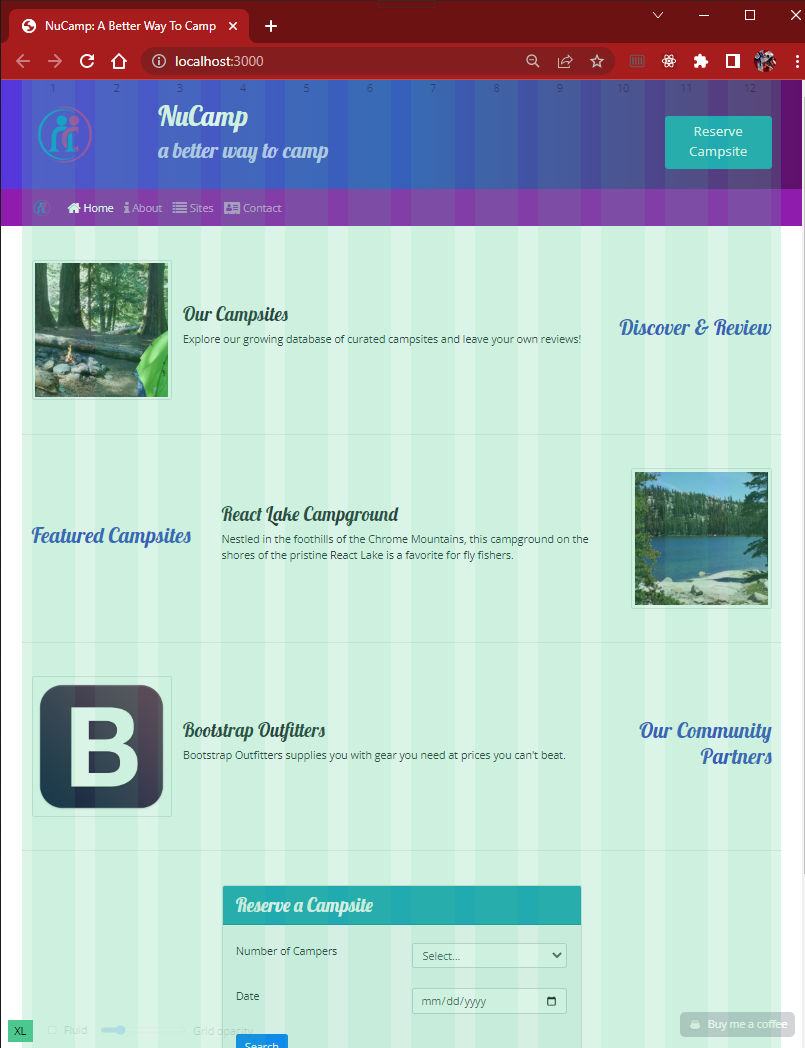 NuCamp: A Better Way To Camp
localhost:3000
1 2 3 4 5 6 7 8 9 10 11 12
NuCamp
a better way to camp
Reserve
Campsite
Home About Sites Contact
Our Campsites
Explore our growing database of curated campsites and leave your own reviews!
Discover & Review
Featured Campsites
React Lake Campground
Nestled in the foothills of the Chrome Mountains, this campground on the
shores of the pristine React Lake is a favorite for fly fishers.
B
Bootstrap Outfitters
Bootstrap Outfitters supplies you with gear you need at prices you can't beat.
Our Community
Partners
Reserve a Campsite
Number of Campers
Select...
Date
mm/dd/yyyy
XL
Fluid
Grid opacity
Search
Buy me a coffee